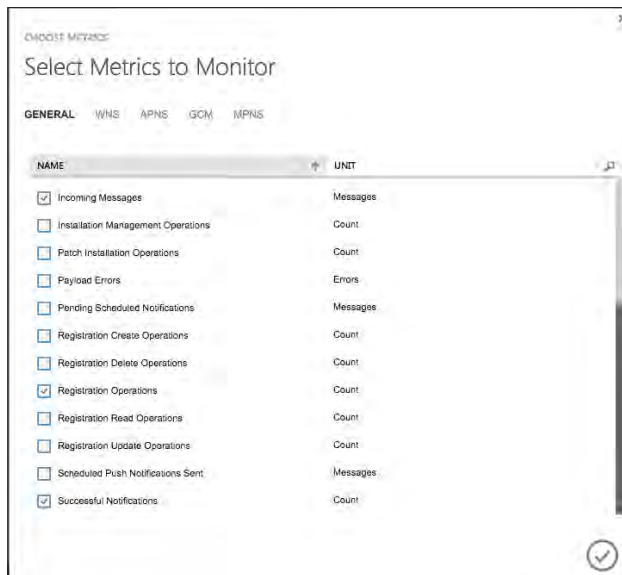 CHOOSE METRICS
Select Metrics to Monitor
GENERAL WNS APNS GCM MPNS
NAME UNIT
Incoming Messages Messages
Installation Management Operations Count
Patch Installation Operations Count
Payload Errors Errors
Pending Scheduled Notifications Messages
Registration Create Operations Count
Registration Delete Operations Count
Registration Operations Count
Registration Read Operations Count
Registration Update Operations Count
Scheduled Push Notifications Sent Messages
Successful Notifications Count